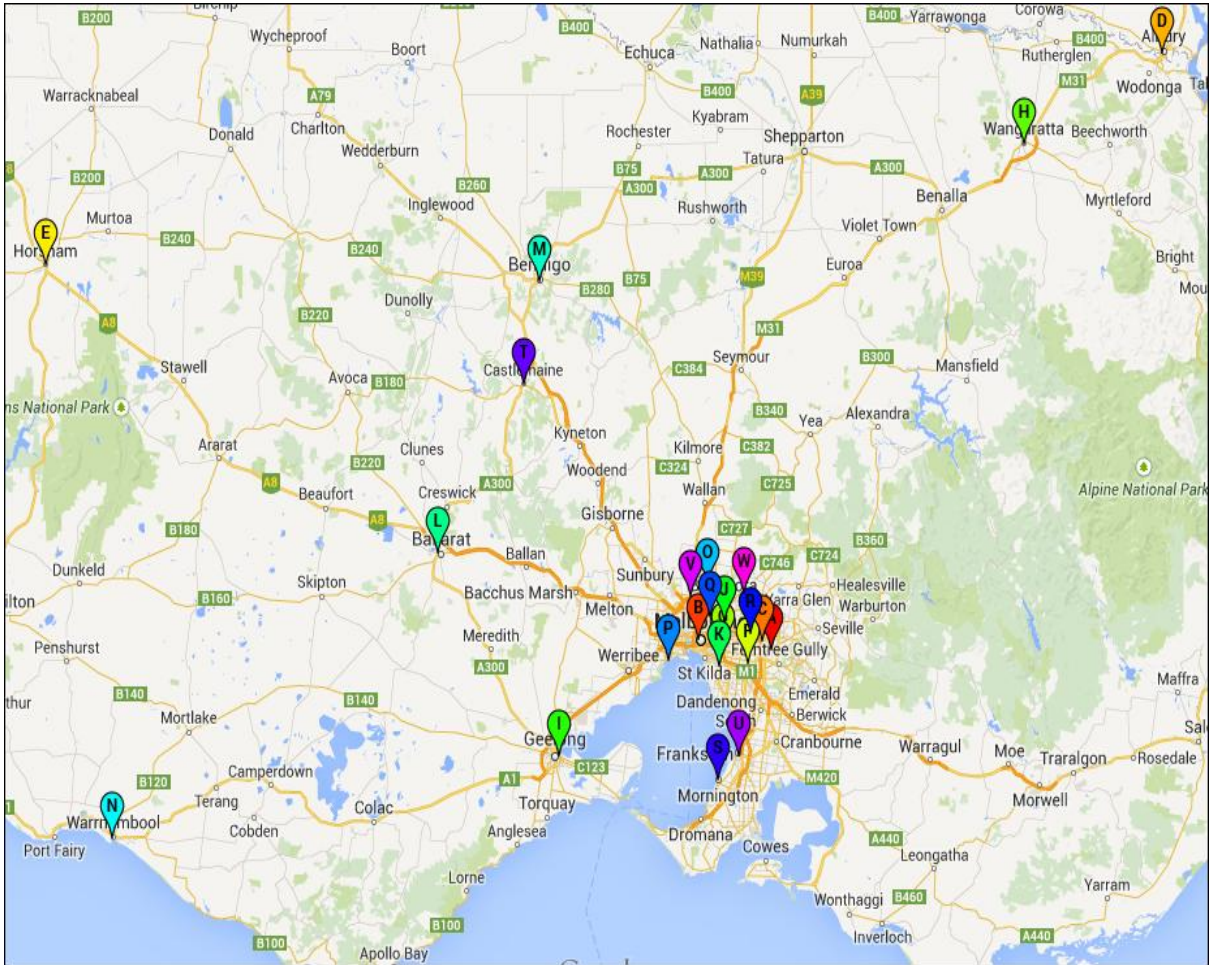 B200
Birchip
B400
Yarrawonga
Corowa
B400
D
Wycheproof
Boort
B400
Nathalia
Numurkah
Rutherglen
B400
Echuca
M31
Wodonga
Warracknabeal
A79
B400
A39
H
Charlton
Rochester
Kyabram
Shepparton
Wangaratta
Beechworth
Donald
Wedderburn
B75
Tatura
A300
B200
B260
A300
A300
Benalla
Myrtleford
Murtoa
Inglewood
Rushworth
Violet Town
E
B240
B240
M
Horsham
Bendigo
B75
M39
Euroa
Bright
B280
Dunolly
A8
B220
M31
T
Castlemaine
Seymour
B300
Mansfield
Stawell
Avoca
B180
C384
ns National Park
B340
Alexandra
Yea
Ararat
Kyneton
Kilmore
C382
Clunes
B220
Woodend
C324
C725
Alpine National Park
A8
Creswick
A300
Wallan
Beaufort
L
A8
Gisborne
C727
B180
Ballarat
Ballan
O
C724
B360
V
W
C746
Dunkeld
Skipton
Sunbury
Q
J
Healesville
B160
Bacchus Marsh
Melton
R
Yarra Glen
Warburton
B
C
Meredith
P
K
F
Seville
Penshurst
A300
Werribee
Ferntree Gully
St Kilda
M1
B140
B140
Dandenong
Emerald
Maffra
Mortlake
I
South
U
Berwick
Geelong
Frankston
Cranbourne
Warragul
Moe
Traralgon
Rosedale
C123
S
B120
Camperdown
A1
M420
Morwell
N
Terang
Colac
Torquay
Mornington
Warrnambool
Cobden
Anglesea
Dromana
A440
Port Fairy
Cowes
Leongatha
Lorne
Yarram
B460
Wonthaggi
B100
B100
Inverloch
A440
Apollo Bay